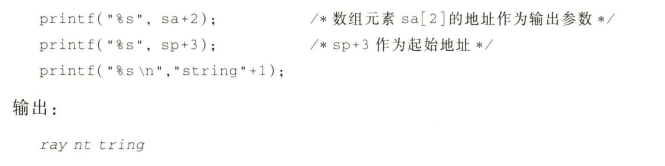 printf("%s", sa+2);    /* 数组元素 sa[2]的地址作为输出参数 */
printf("%s", sp+3);    /* sp+3 作为起始地址 */
printf("%s\n","string"+1);
输出：
ray nt tring